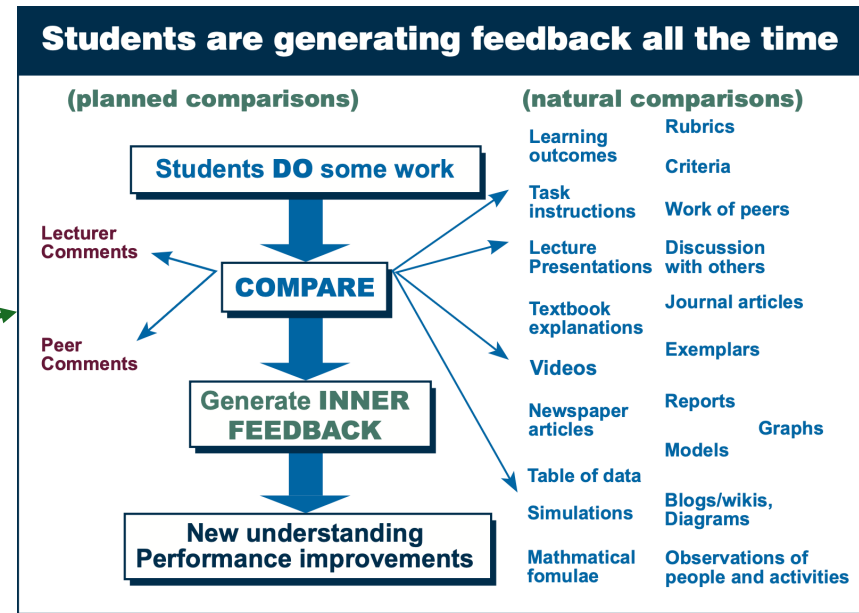 Students are generating feedback all the time
(planned comparisons)
Students DO some work
Lecturer
Comments
COMPARE
Peer
Comments
Generate INNER
FEEDBACK
New understanding
Performance improvements
(natural comparisons)
Learning
outcomes
Task
instructions
Lecture
Presentations
Textbook
explanations
Videos
Newspaper
articles
Table of data
Simulations
Mathmatical
fomulae
Rubrics
Criteria
Work of peers
Discussion
with others
Journal articles
Exemplars
Reports
Graphs
Models
Blogs/wikis,
Diagrams
Observations of
people and activities